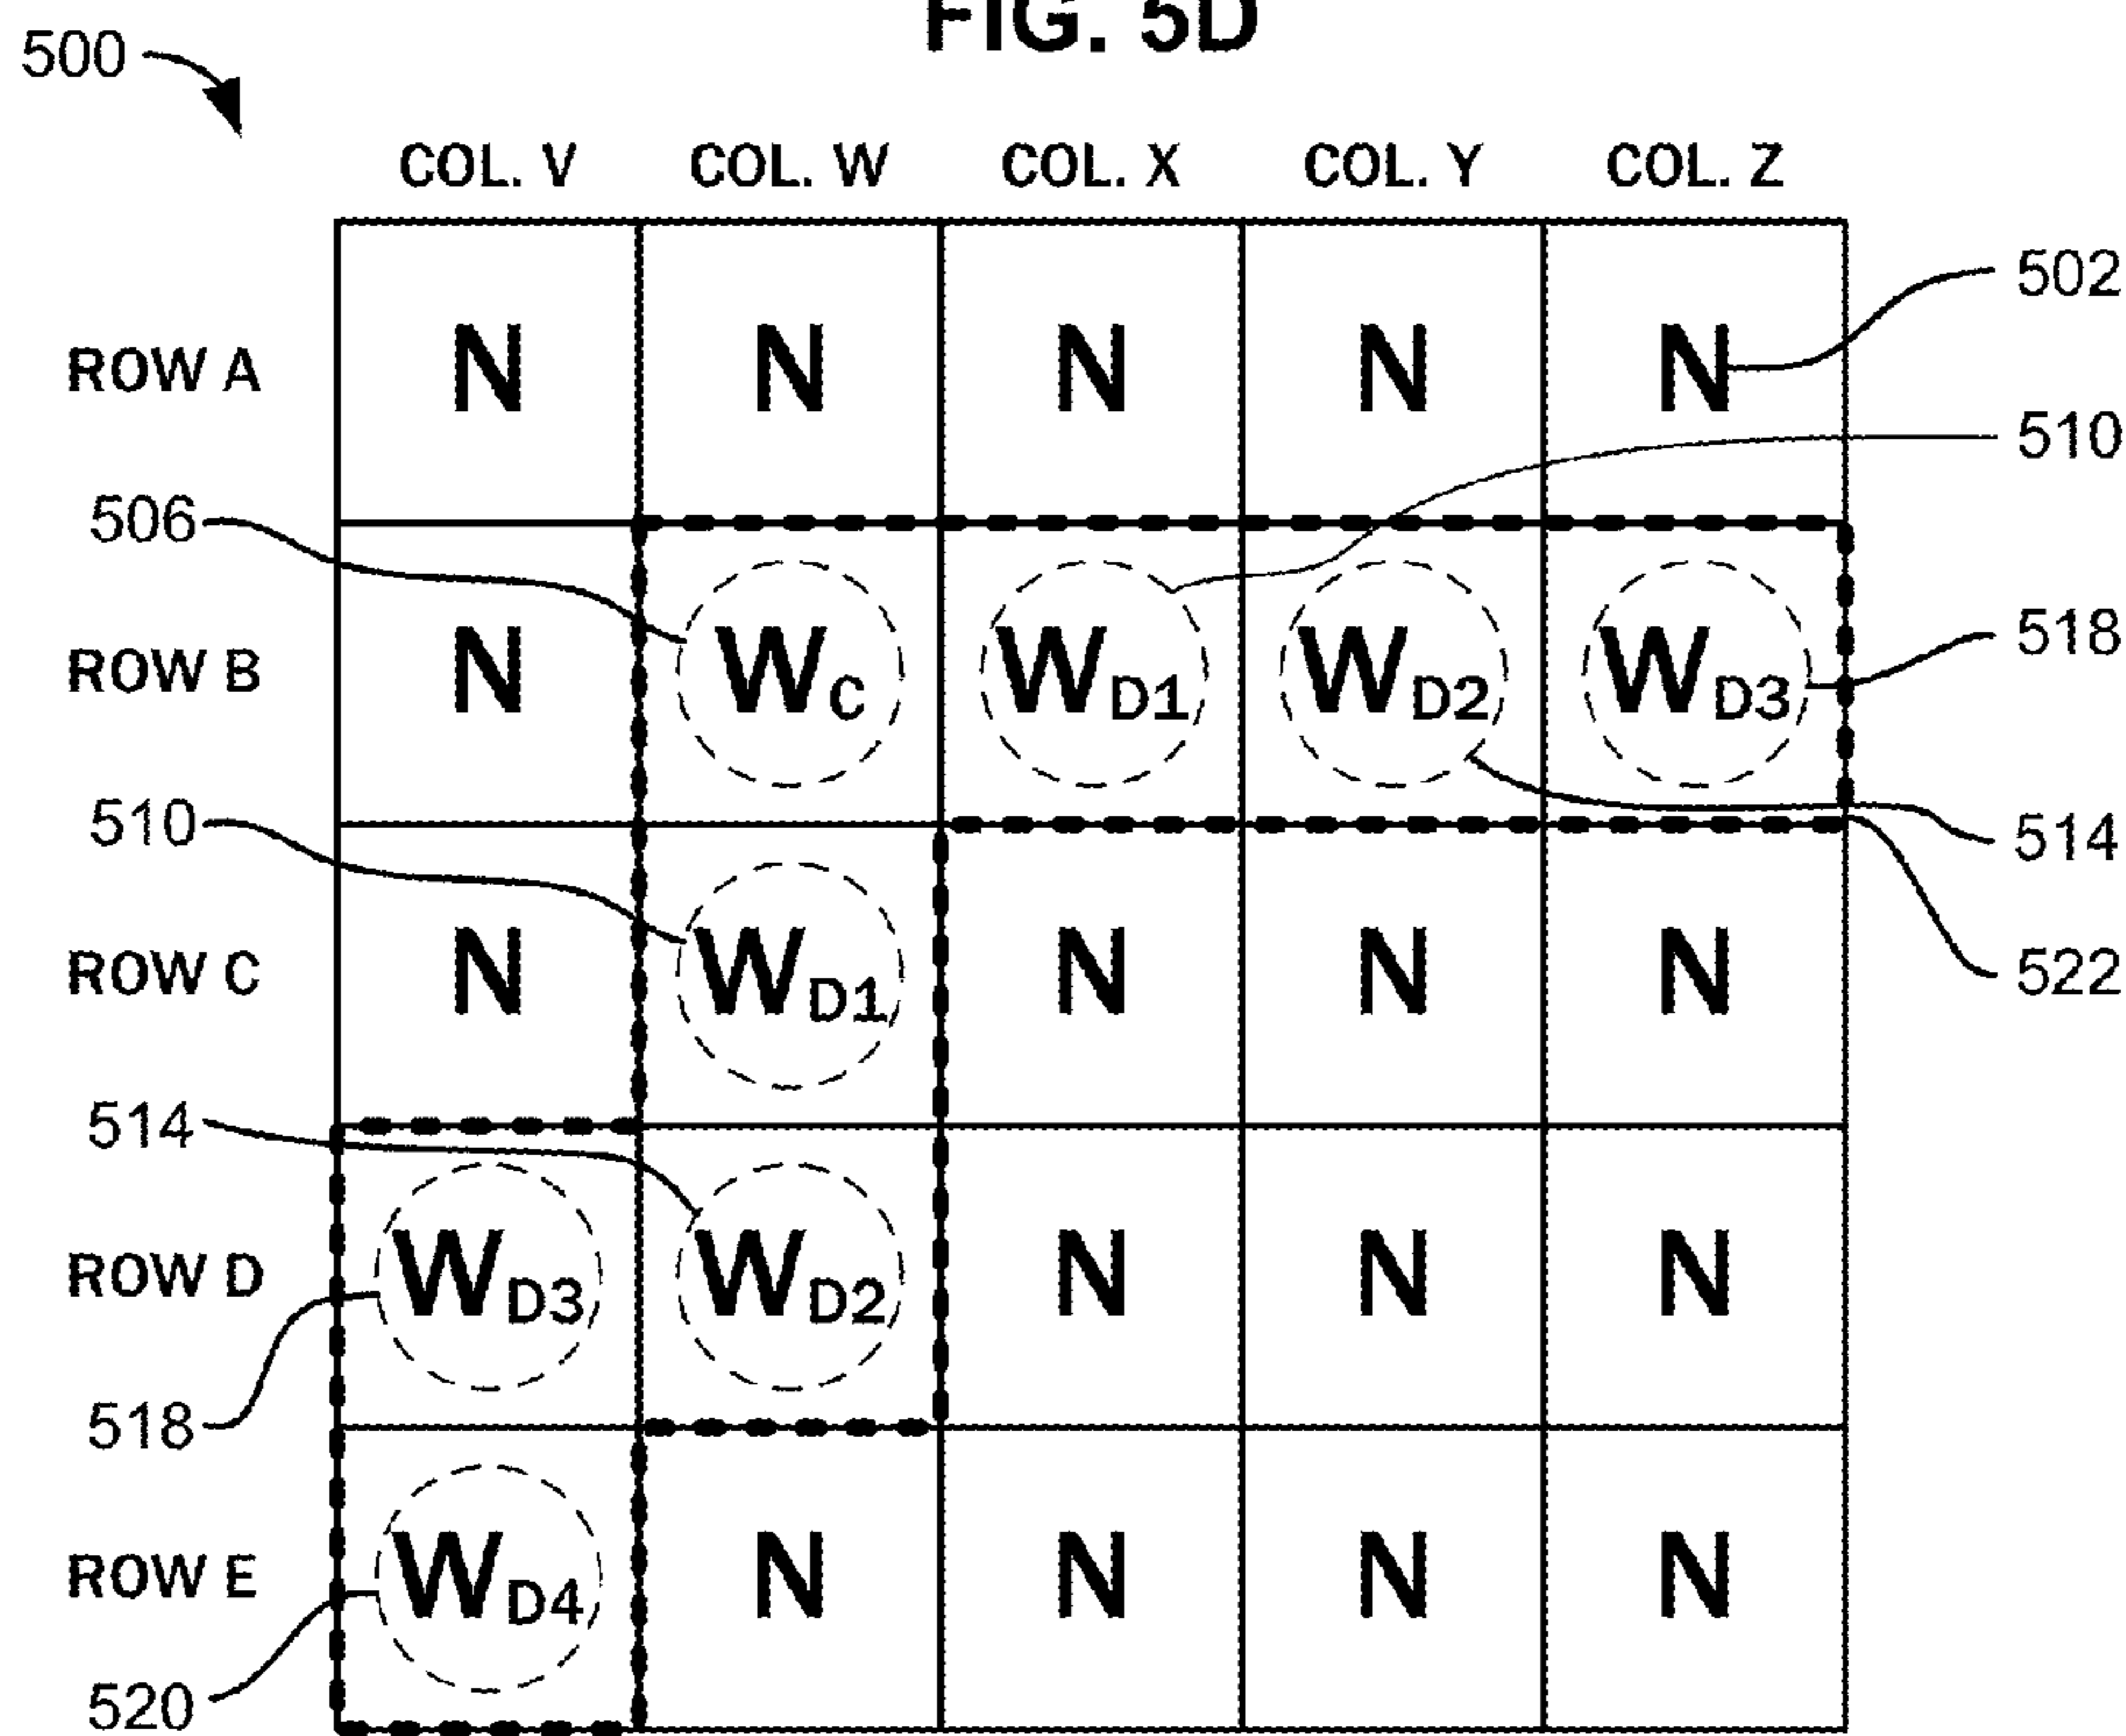 FIG. 5D
500
COL. V COL. W COL. X COL. Y COL. Z
502
ROW A N N N N N
510
506
518
ROW B N WC WD1 WD2 WD3
510
514
ROW C N WD1 N N N
522
514
ROW D WD3 WD2 N N N
518
ROW E WD4 N N N N
520